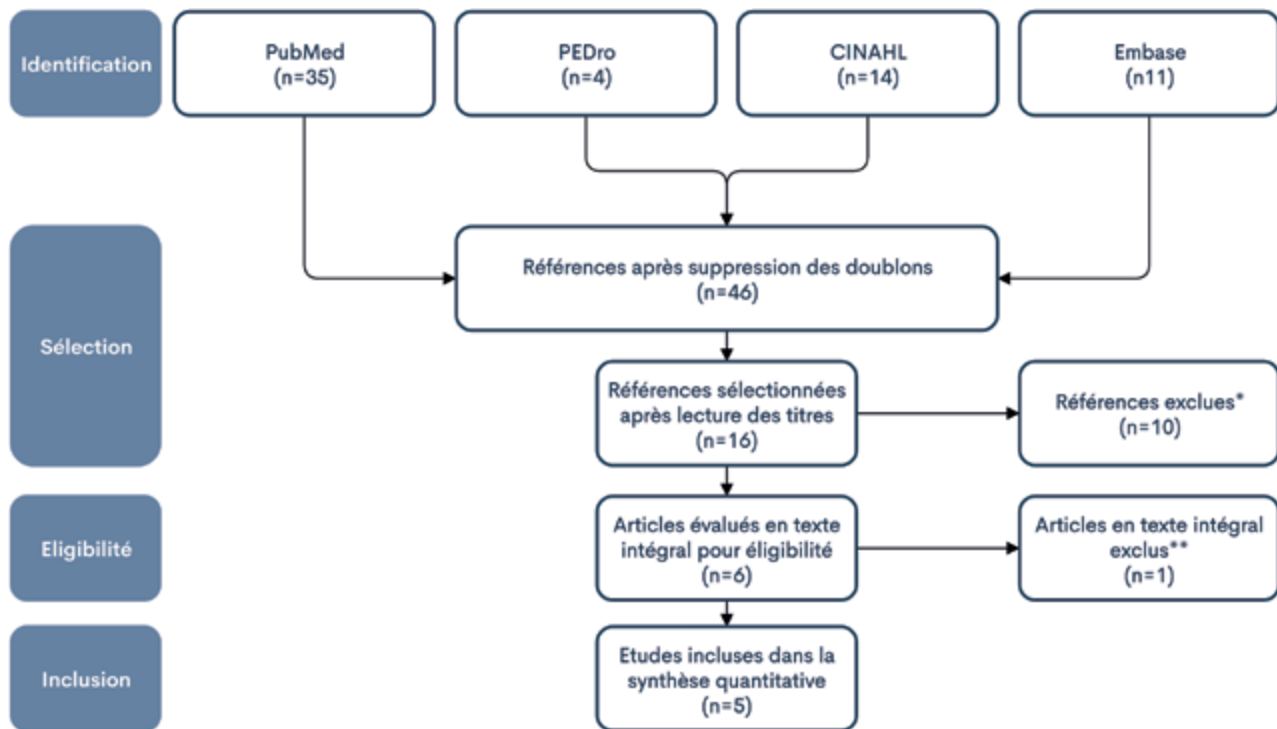 Identification
PubMed
(n=35)
PEDro
(n=4)
CINAHL
(n=14)
Embase
(n11)
Sélection
Références après suppression des doublons
(n=46)
Références sélectionnées
après lecture des titres
(n=16)
Références exclues*
(n=10)
Eligibilité
Articles évalués en texte
intégral pour éligibilité
(n=6)
Articles en texte intégral
exclus**
(n=1)
Inclusion
Etudes incluses dans la
synthèse quantitative
(n=5)